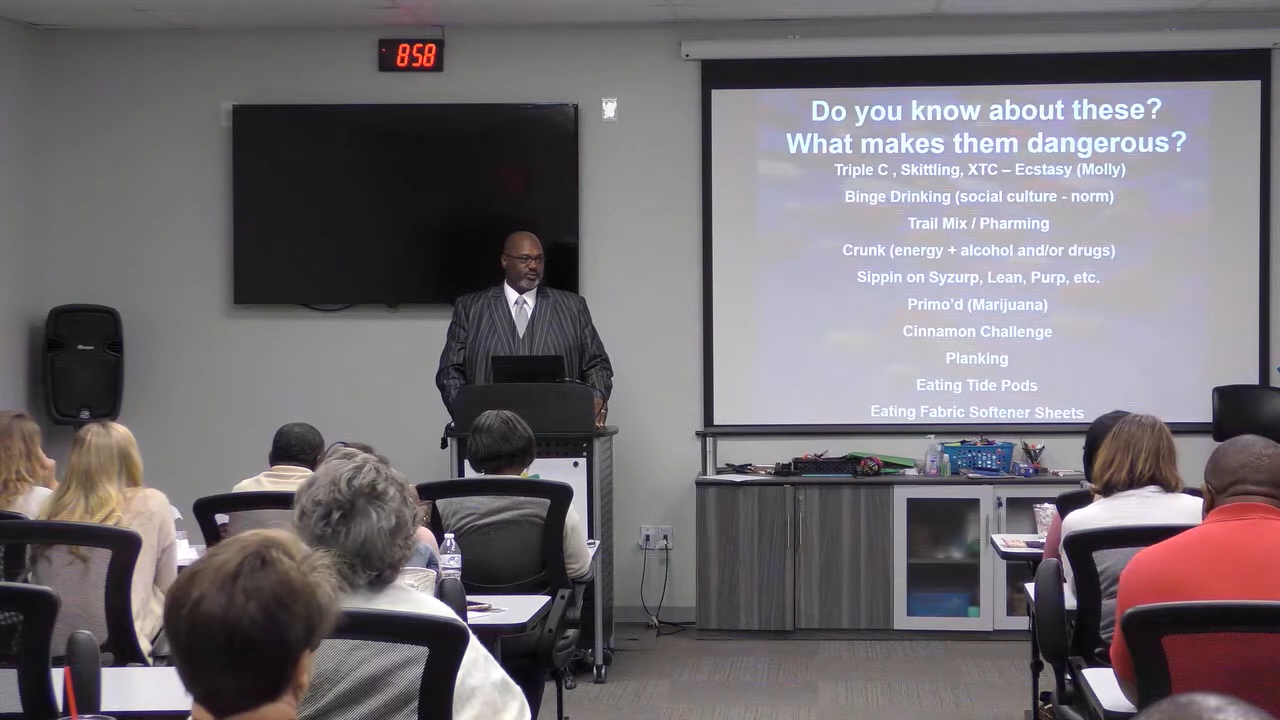 858
Do you know about these?
What makes them dangerous?
Triple C , Skittling, XTC – Ecstasy (Molly)
Binge Drinking (social culture - norm)
Trail Mix / Pharming
Crunk (energy + alcohol and/or drugs)
Sippin on Syzurp, Lean, Purp, etc.
Primo'd (Marijuana)
Cinnamon Challenge
Planking
Eating Tide Pods
Eating Fabric Softener Sheets